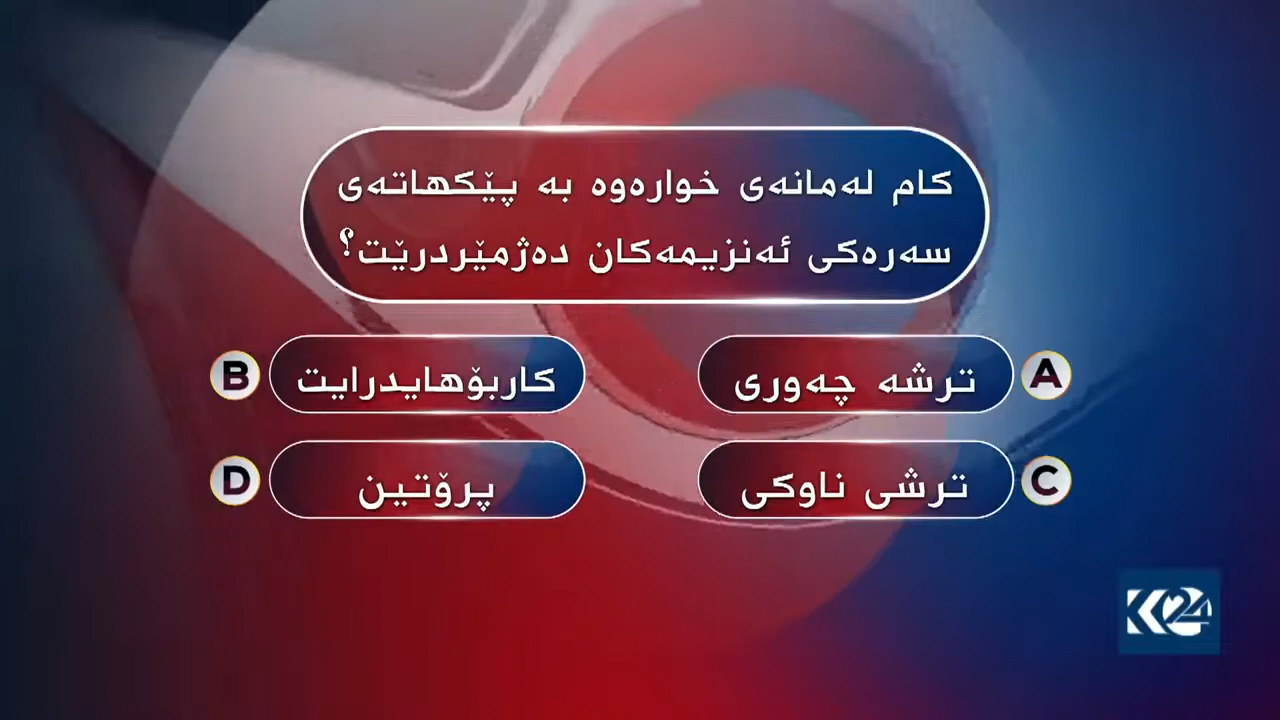 کام لەمانەی خوارەوە بە پێکهاتەی
سەرەکی ئەنزیمەکان دەژمێردرێت؟
A ترشە چەوری
B کاربۆهایدرایت
C ترشی ناوکی
D پرۆتین
K24